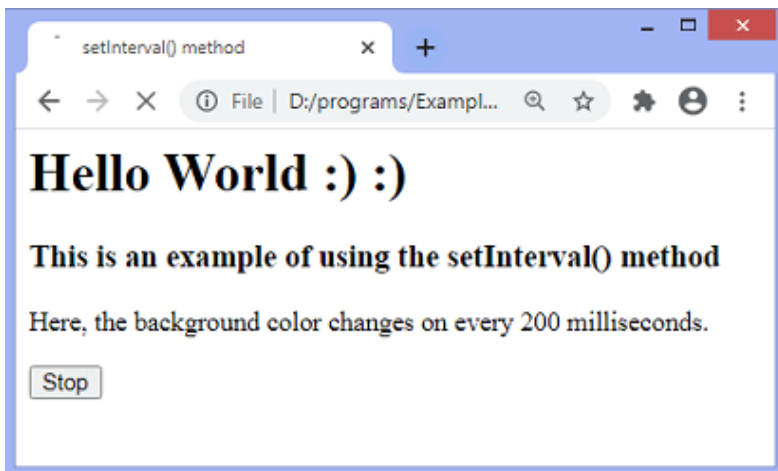 setInterval() method
File | D:/programs/Exampl...
Hello World :) :)
This is an example of using the setInterval() method
Here, the background color changes on every 200 milliseconds.
Stop